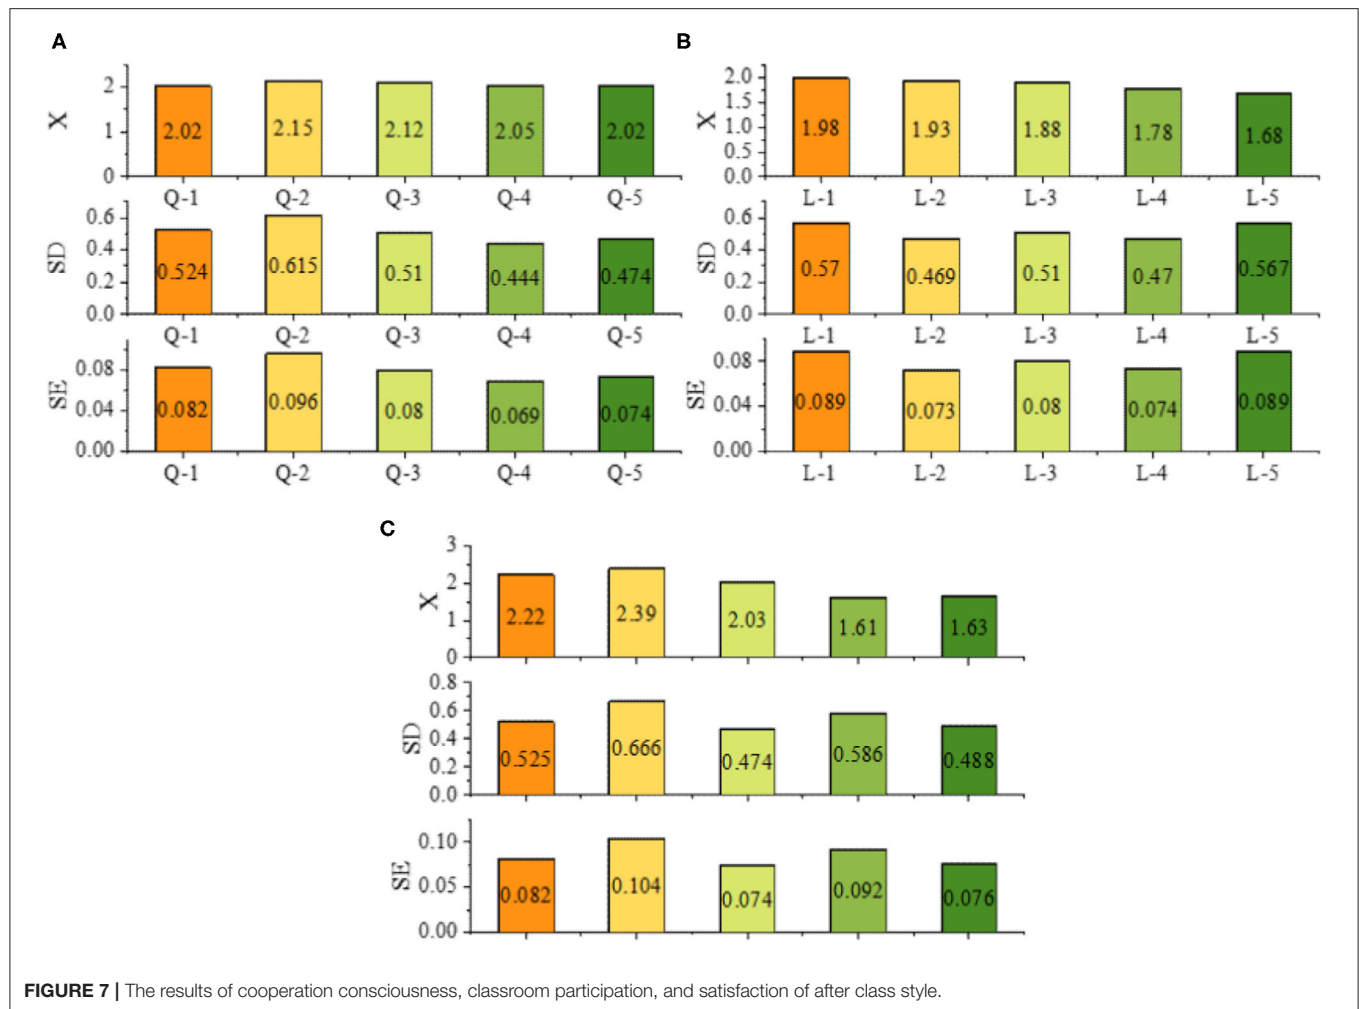 A
X
2
1
0
2.02 2.15 2.12 2.05 2.02
Q-1 Q-2 Q-3 Q-4 Q-5
SD
0.6
0.4
0.2
0.0
0.524 0.615 0.51 0.444 0.474
Q-1 Q-2 Q-3 Q-4 Q-5
SE
0.08
0.04
0.00
0.082 0.096 0.08 0.069 0.074
Q-1 Q-2 Q-3 Q-4 Q-5
B
X
2.0
1.5
1.0
0.5
0.0
1.98 1.93 1.88 1.78 1.68
L-1 L-2 L-3 L-4 L-5
SD
0.6
0.4
0.2
0.0
0.57 0.469 0.51 0.47 0.567
L-1 L-2 L-3 L-4 L-5
SE
0.08
0.04
0.00
0.089 0.073 0.08 0.074 0.089
L-1 L-2 L-3 L-4 L-5
C
X
3
2
1
0
2.22 2.39 2.03 1.61 1.63
SD
0.8
0.6
0.4
0.2
0.0
0.525 0.666 0.474 0.586 0.488
SE
0.10
0.05
0.00
0.082 0.104 0.074 0.092 0.076
FIGURE 7 | The results of cooperation consciousness, classroom participation, and satisfaction of after class style.